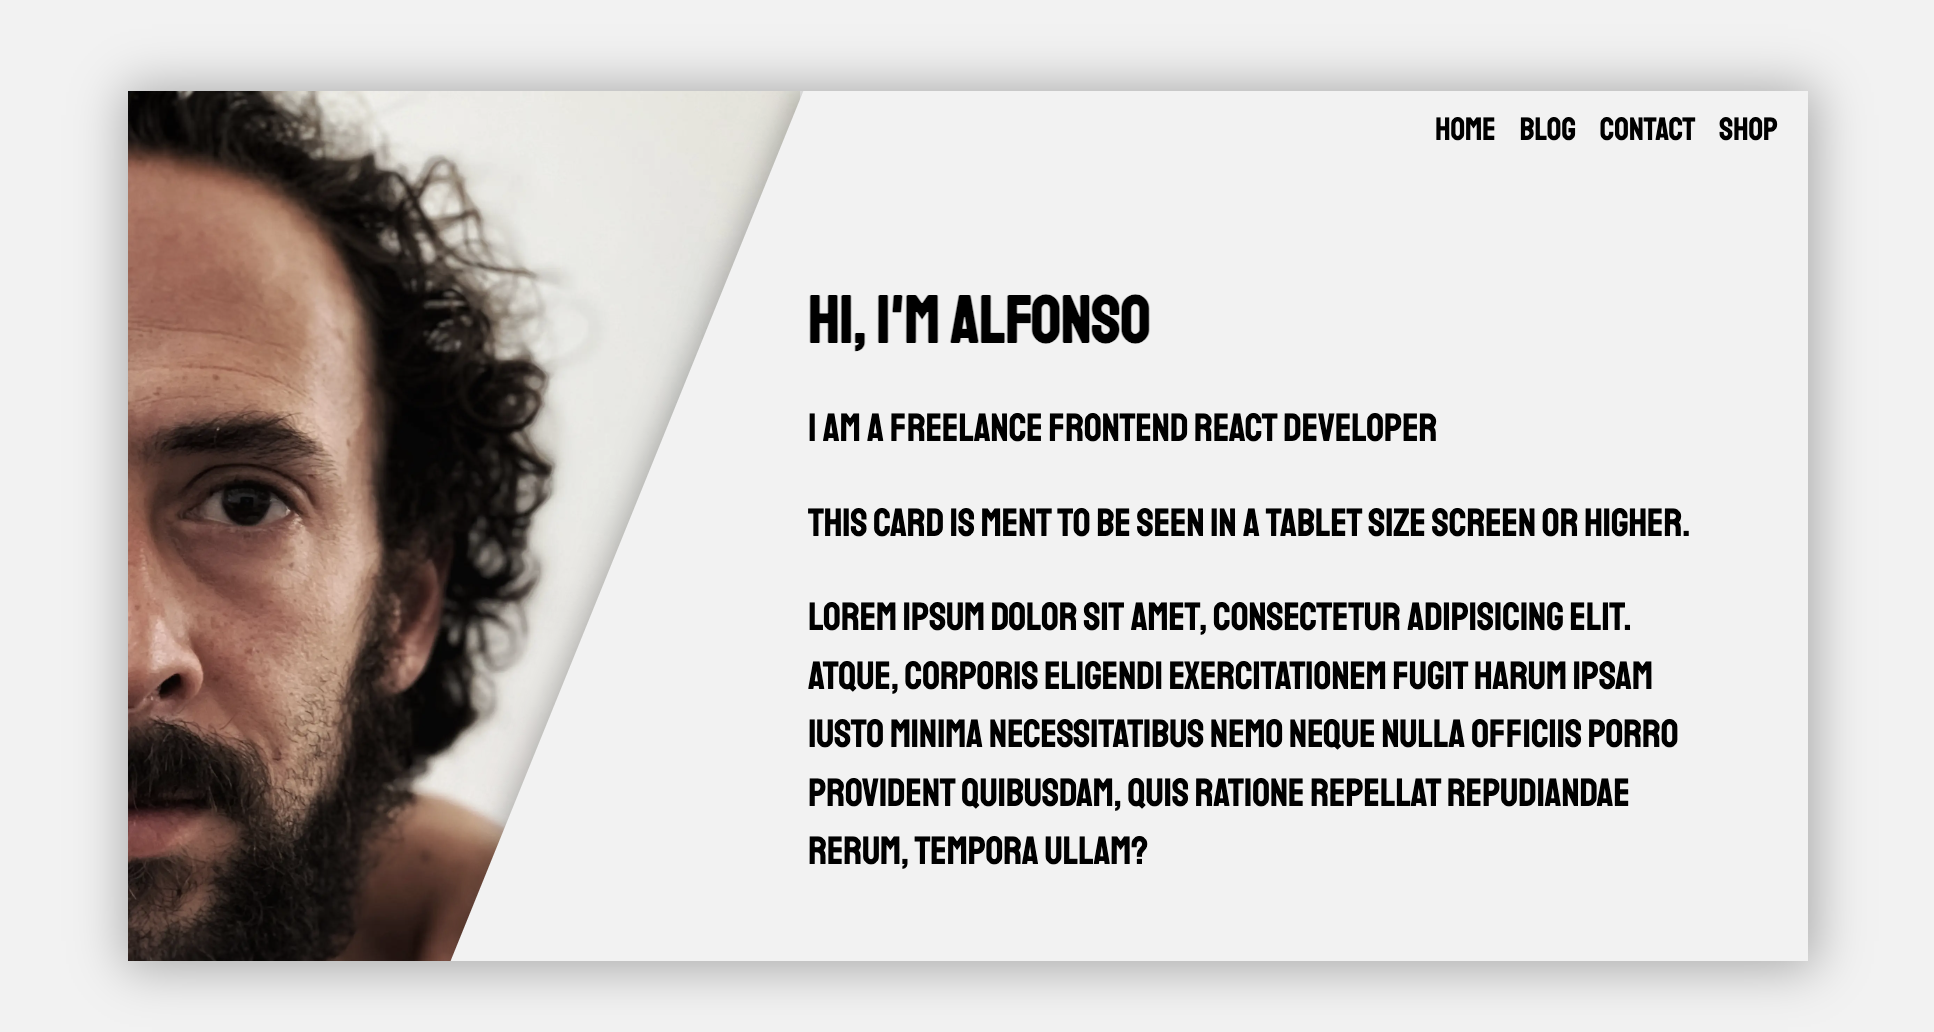 HOME BLOG CONTACT SHOP
HI, I'M ALFONSO
I AM A FREELANCE FRONTEND REACT DEVELOPER
THIS CARD IS MENT TO BE SEEN IN A TABLET SIZE SCREEN OR HIGHER.
LOREM IPSUM DOLOR SIT AMET, CONSECTETUR ADIPISICING ELIT.
ATQUE, CORPORIS ELIGENDI EXERCITATIONEM FUGIT HARUM IPSAM
IUSTO MINIMA NECESSITATIBUS NEMO NEQUE NULLA OFFICIIS PORRO
PROVIDENT QUIBUSDAM, QUIS RATIONE REPELLAT REPUDIANDAE
RERUM, TEMPORA ULLAM?